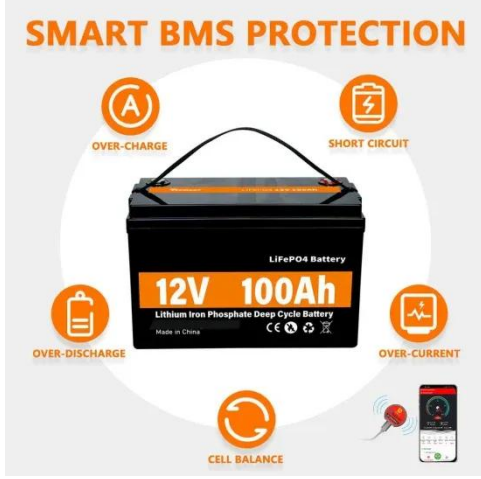 SMART BMS PROTECTION
OVER-CHARGE
SHORT CIRCUIT
LiFePO4 Battery
12V 100Ah
Lithium Iron Phosphate Deep Cycle Battery
Made in China
CE
OVER-DISCHARGE
OVER-CURRENT
CELL BALANCE